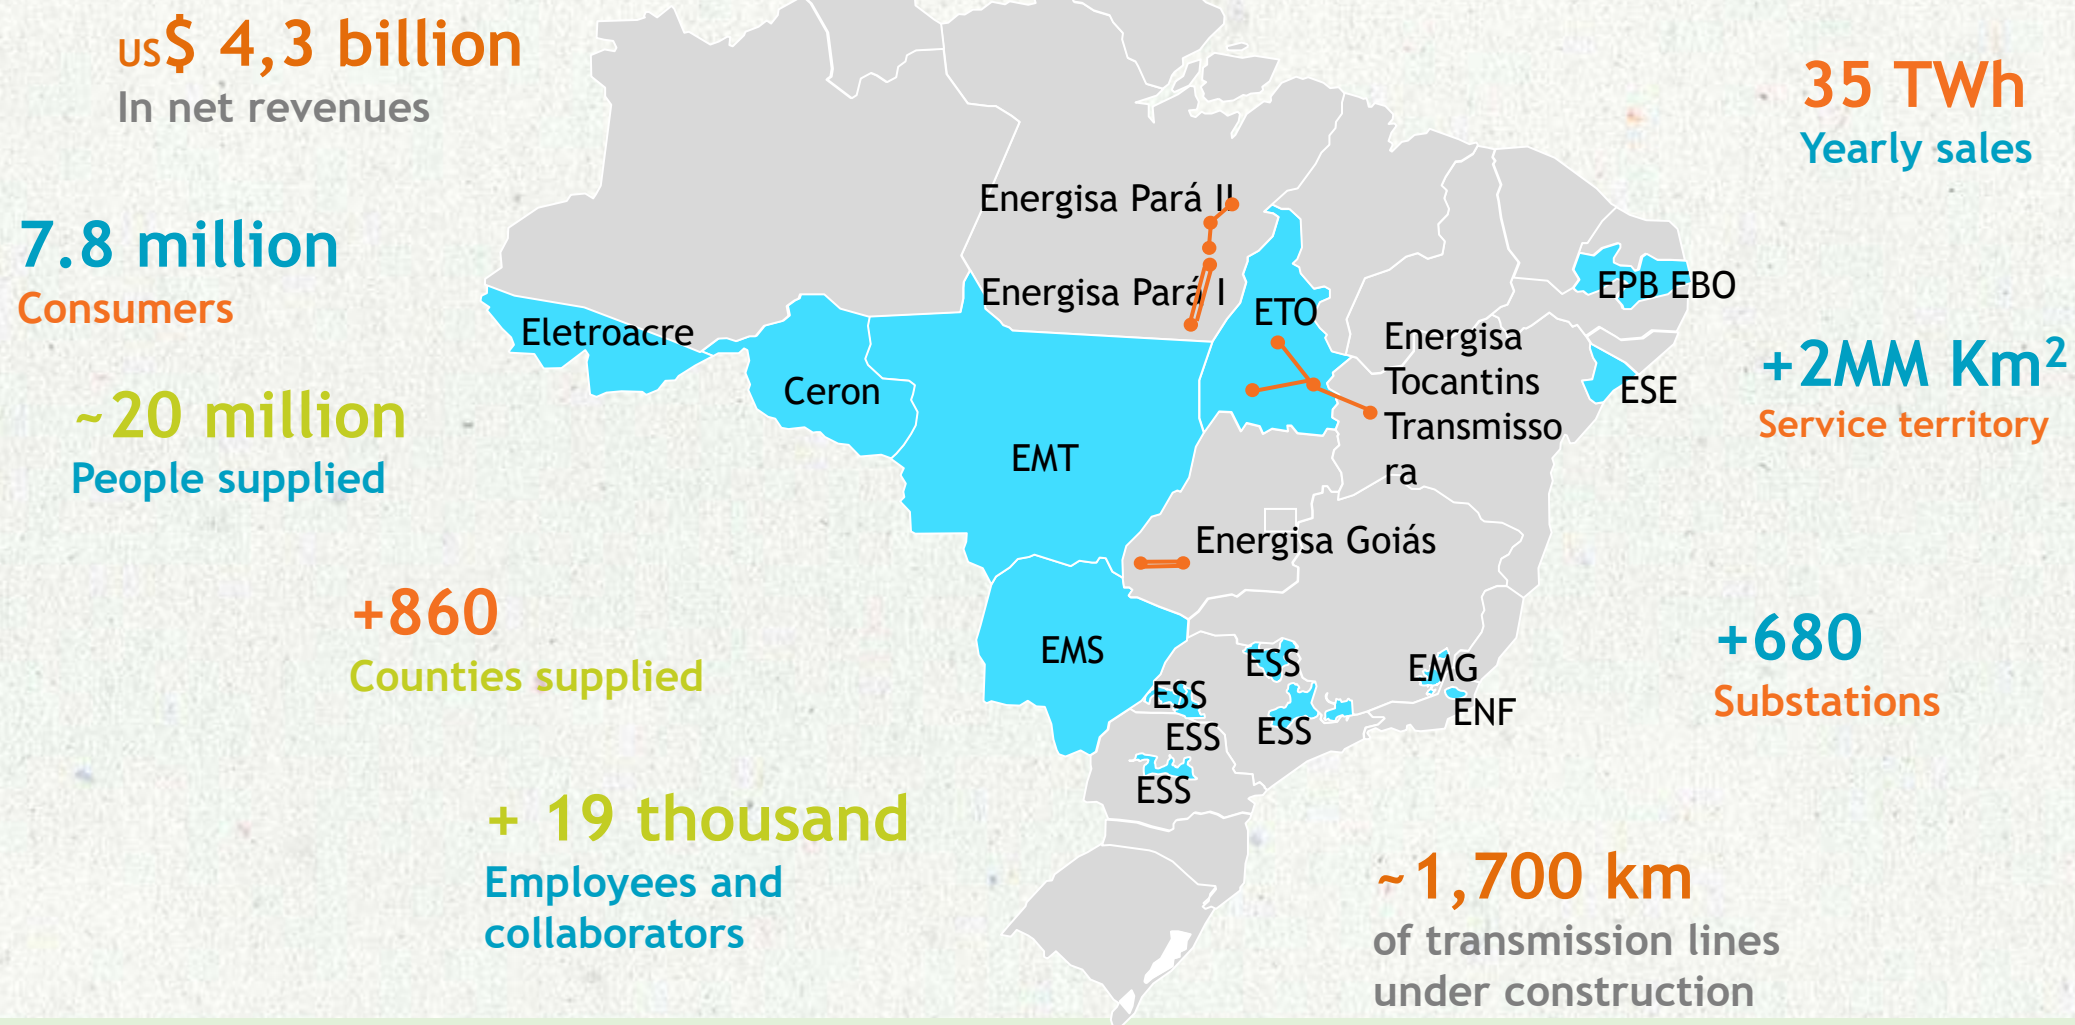 US$ 4,3 billion
In net revenues
35 TWh
Yearly sales
7.8 million
Consumers
~20 million
People supplied
+2MM Km²
Service territory
+860
Counties supplied
+680
Substations
+ 19 thousand
Employees and
collaborators
~1,700 km
of transmission lines
under construction
Energisa Pará II
Energisa Pará I
ETO
EPB EBO
Eletroacre
Energisa
Tocantins
Transmisso
ra
Ceron
ESE
EMT
Energisa Goiás
EMS
ESS
EMG
ESS
ENF
ESS
ESS
ESS